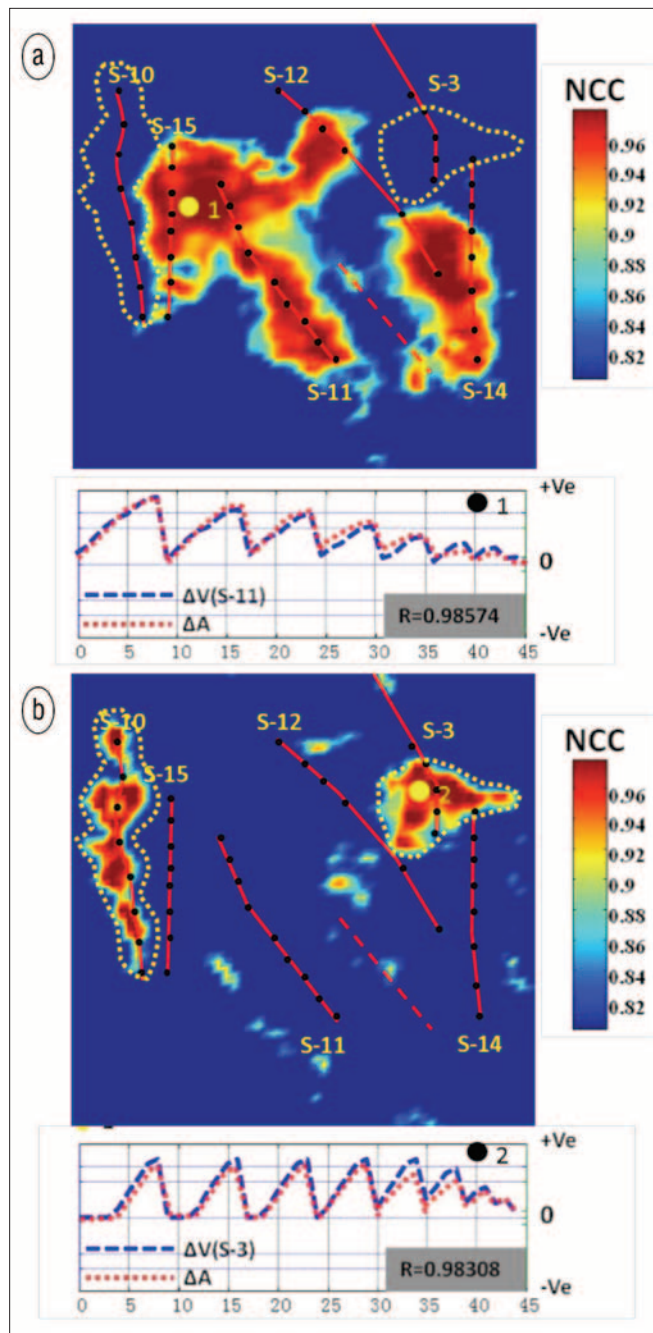 a
S-10
S-12
S-3
S-15
1
S-11
S-14
NCC
0.96
0.94
0.92
0.9
0.88
0.86
0.84
0.82
+Ve
1
0
ΔV(S-11)
ΔA
R=0.98574
-Ve
0 5 10 15 20 25 30 35 40 45
b
S-10
S-12
S-3
S-15
2
S-11
S-14
NCC
0.96
0.94
0.92
0.9
0.88
0.86
0.84
0.82
+Ve
2
0
ΔV(S-3)
ΔA
R=0.98308
-Ve
0 5 10 15 20 25 30 35 40 45